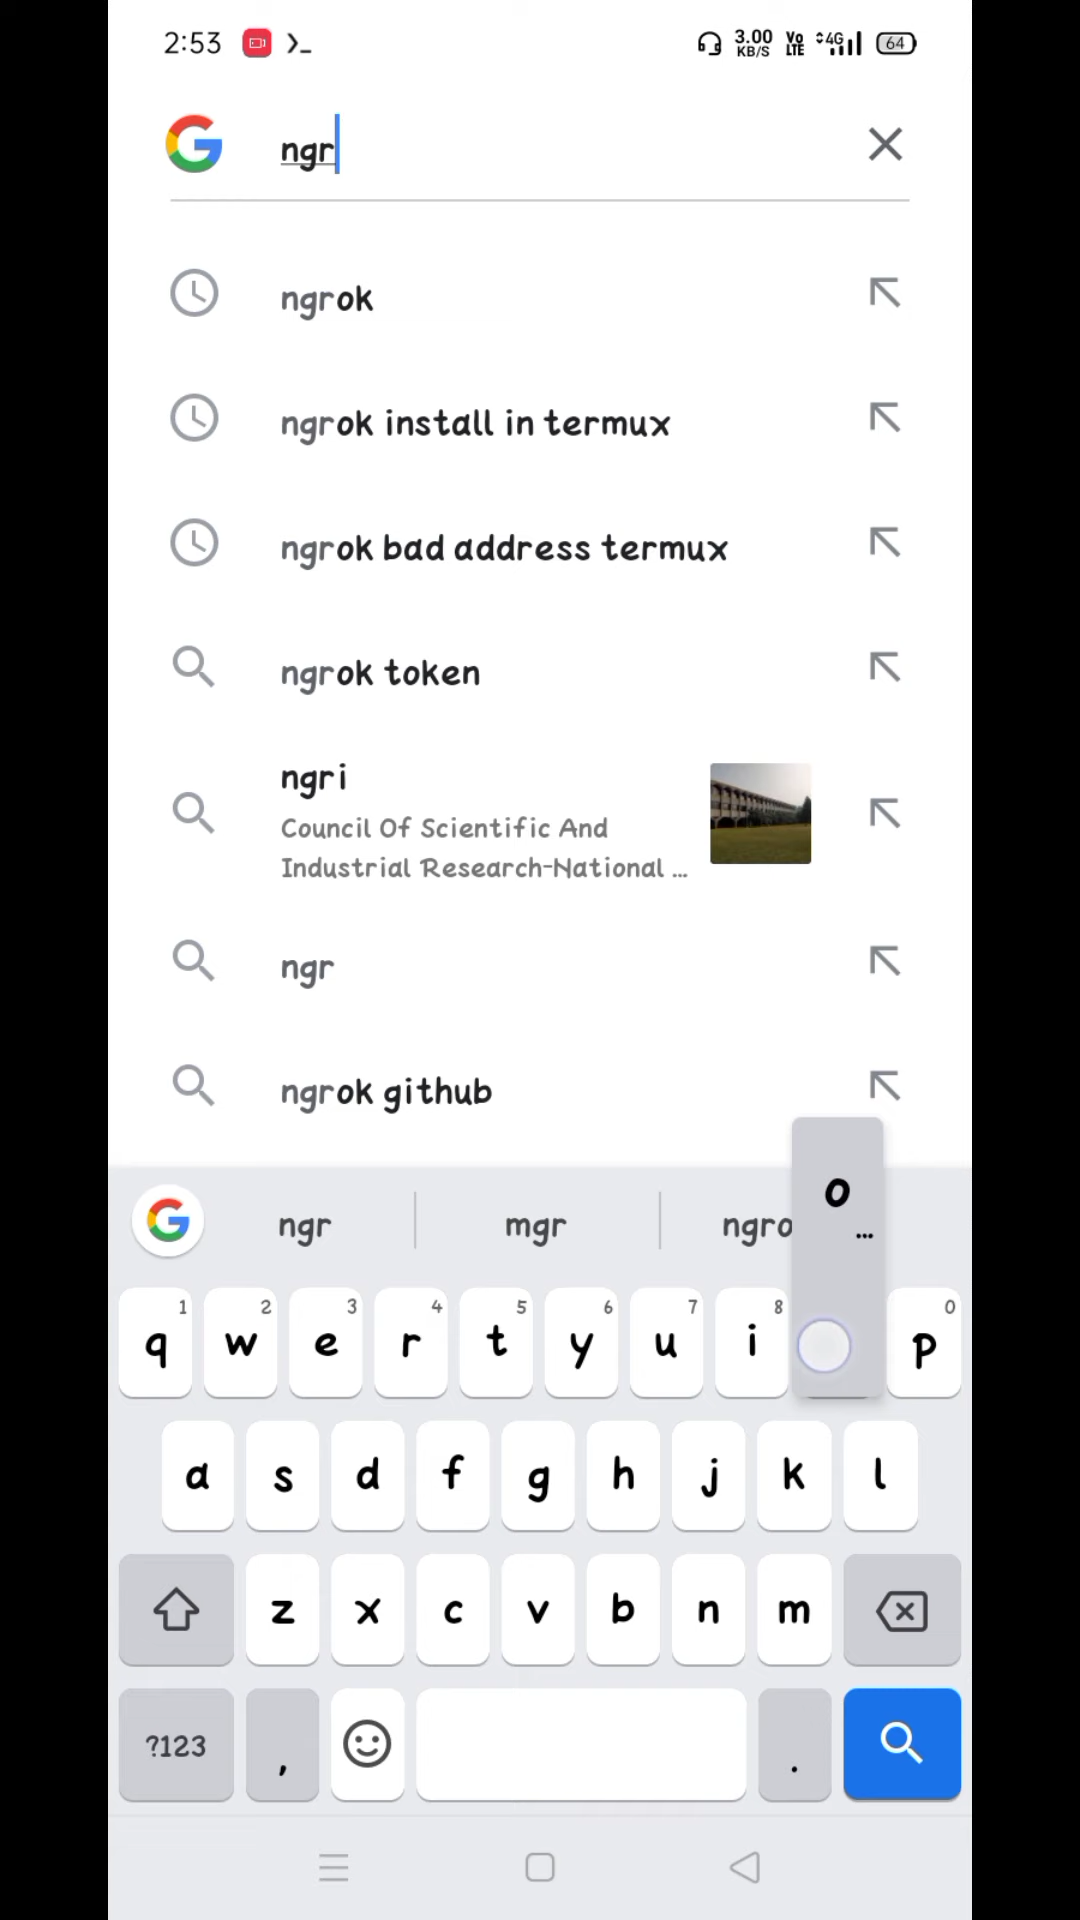 2:53
3.00 KB/S Vo LTE 4G 64
ngr
ngrok
ngrok install in termux
ngrok bad address termux
ngrok token
ngri
Council Of Scientific And
Industrial Research-National ...
ngr
ngrok github
o
...
ngr mgr ngro
1 2 3 4 5 6 7 8 0
q w e r t y u i p
a s d f g h j k l
z x c v b n m
?123 , .